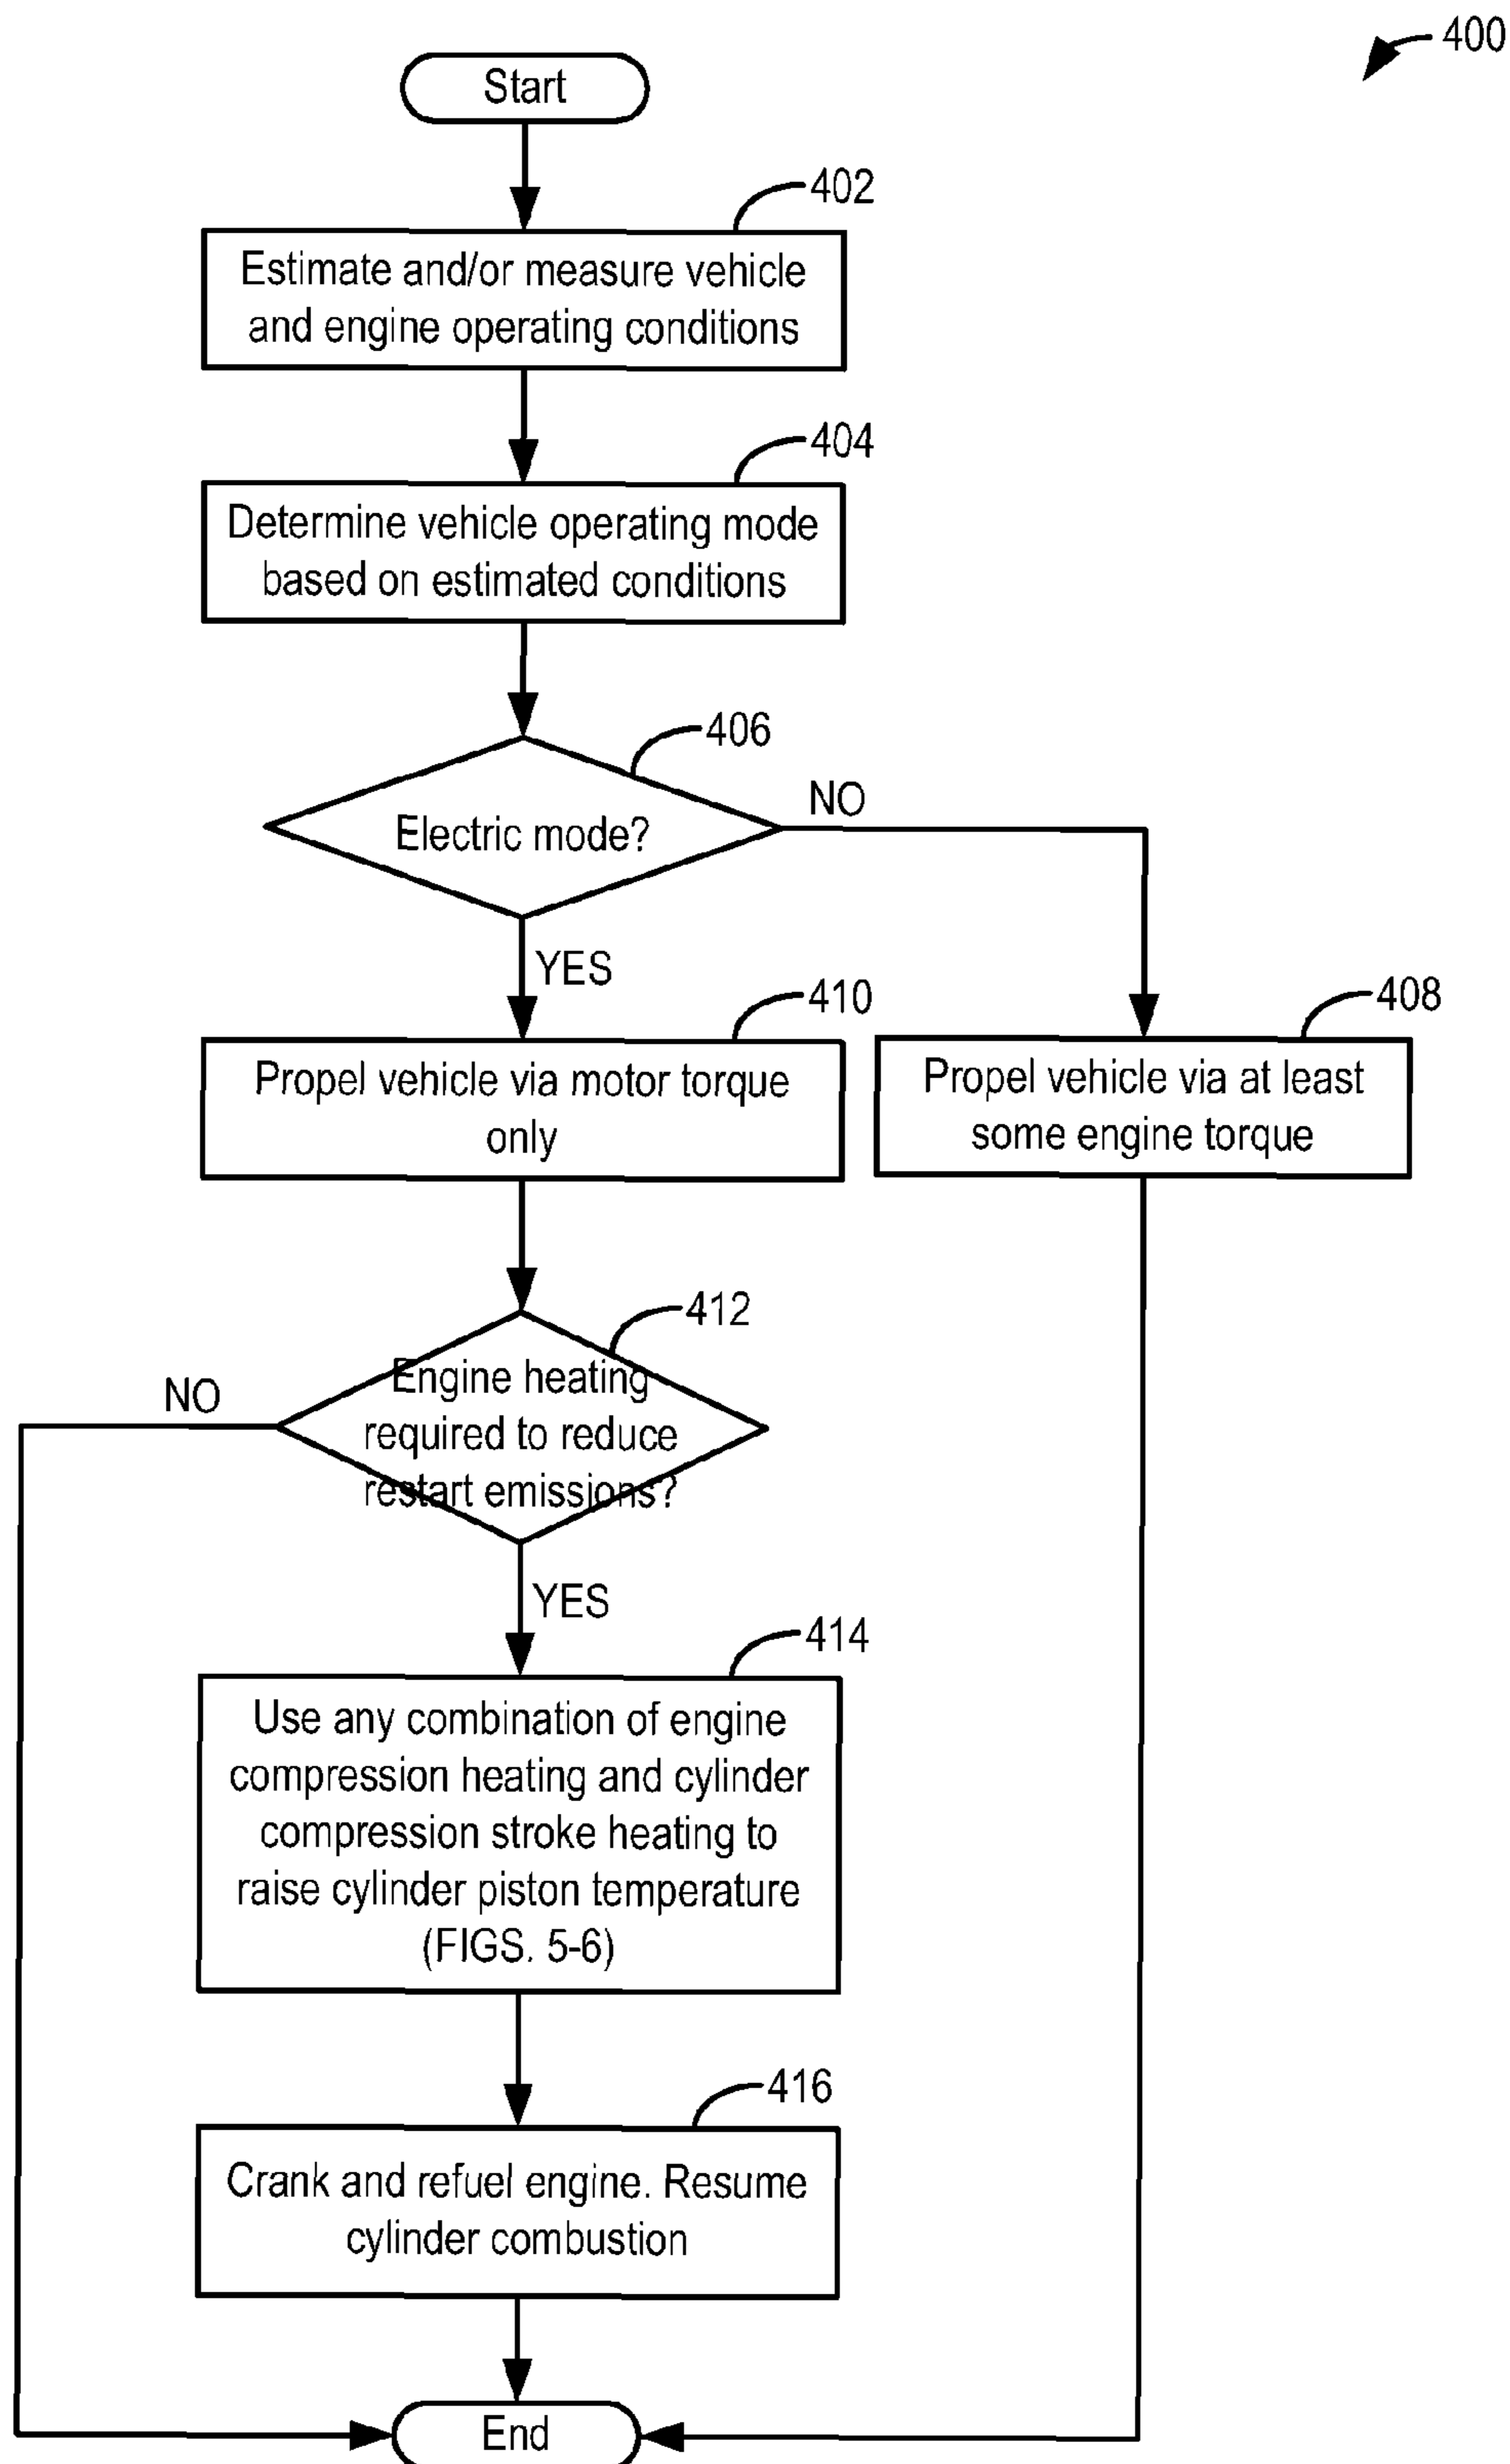 400
Start
402
Estimate and/or measure vehicle
and engine operating conditions
404
Determine vehicle operating mode
based on estimated conditions
406
Electric mode?
NO
YES
410
Propel vehicle via motor torque
only
408
Propel vehicle via at least
some engine torque
412
Engine heating
required to reduce
restart emissions?
NO
YES
414
Use any combination of engine
compression heating and cylinder
compression stroke heating to
raise cylinder piston temperature
(FIGS. 5-6)
416
Crank and refuel engine. Resume
cylinder combustion
End